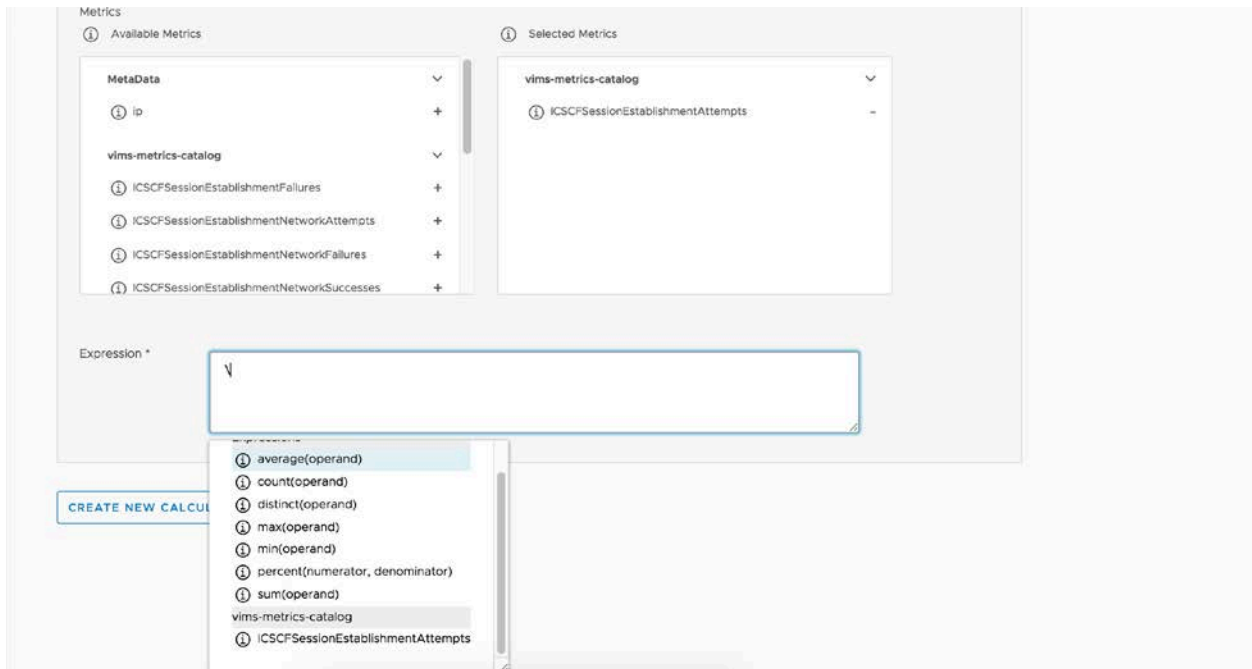 Metrics
Available Metrics
Selected Metrics
MetaData
vims-metrics-catalog
ip
+
ICSCFSessionEstablishmentAttempts
-
vims-metrics-catalog
ICSCFSessionEstablishmentFailures
+
ICSCFSessionEstablishmentNetworkAttempts
+
ICSCFSessionEstablishmentNetworkFailures
+
ICSCFSessionEstablishmentNetworkSuccesses
+
Expression *
\
Expressions
average(operand)
count(operand)
CREATE NEW CALCUL
distinct(operand)
max(operand)
min(operand)
percent(numerator, denominator)
sum(operand)
vims-metrics-catalog
ICSCFSessionEstablishmentAttempts